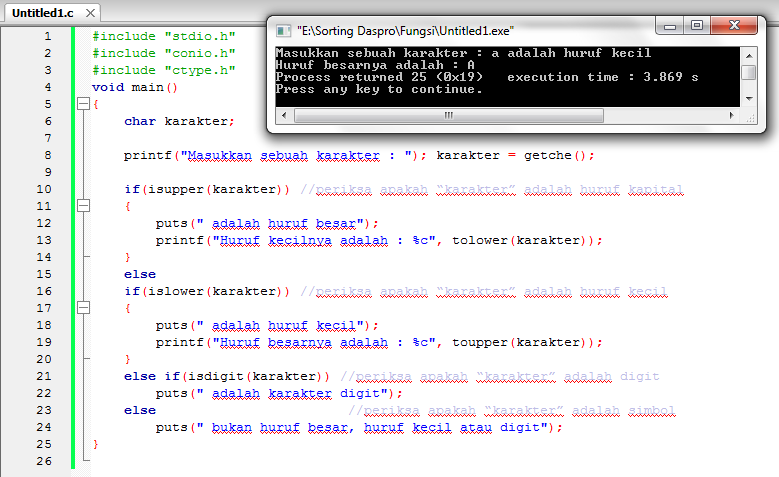 Untitled1.c
"E:\Sorting Daspro\Fungsi\Untitled1.exe"
Masukkan sebuah karakter : a adalah huruf kecil
Huruf besarnya adalah : A
Process returned 25 (0x19)   execution time : 3.869 s
Press any key to continue.
1 #include "stdio.h"
2 #include "conio.h"
3 #include "ctype.h"
4 void main()
5 {
6 char karakter;
7
8 printf("Masukkan sebuah karakter : "); karakter = getche();
9
10 if(isupper(karakter)) //periksa apakah “karakter” adalah huruf kapital
11 {
12 puts(" adalah huruf besar");
13 printf("Huruf kecilnya adalah : %c", tolower(karakter));
14 }
15 else
16 if(islower(karakter)) //periksa apakah “karakter” adalah huruf kecil
17 {
18 puts(" adalah huruf kecil");
19 printf("Huruf besarnya adalah : %c", toupper(karakter));
20 }
21 else if(isdigit(karakter)) //periksa apakah “karakter” adalah digit
22 puts(" adalah karakter digit");
23 else //periksa apakah “karakter” adalah simbol
24 puts(" bukan huruf besar, huruf kecil atau digit");
25 }
26